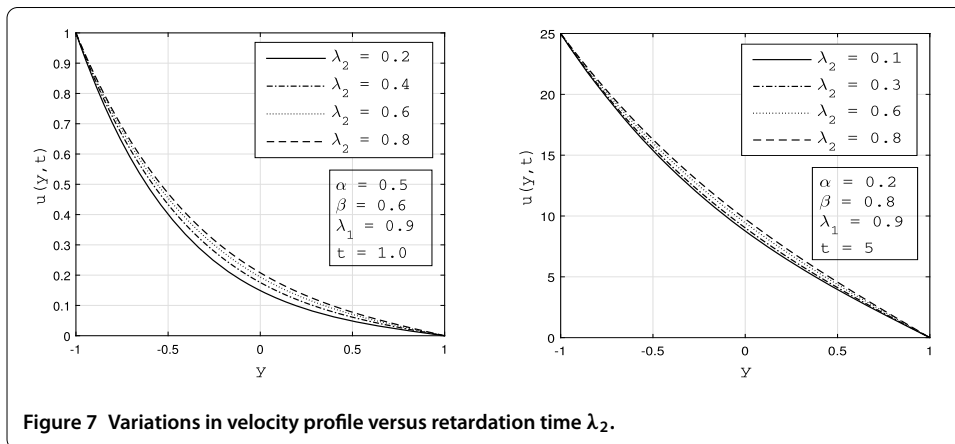 1
0.9
0.8
0.7
0.6
0.5
0.4
0.3
0.2
0.1
0
u(y,t)
-1 -0.5 0 0.5 1
y
λ₂ = 0.2
λ₂ = 0.4
λ₂ = 0.6
λ₂ = 0.8
α = 0.5
β = 0.6
λ₁ = 0.9
t = 1.0
25
20
15
10
5
0
u(y,t)
-1 -0.5 0 0.5 1
y
λ₂ = 0.1
λ₂ = 0.3
λ₂ = 0.6
λ₂ = 0.8
α = 0.2
β = 0.8
λ₁ = 0.9
t = 5
Figure 7 Variations in velocity profile versus retardation time λ₂.